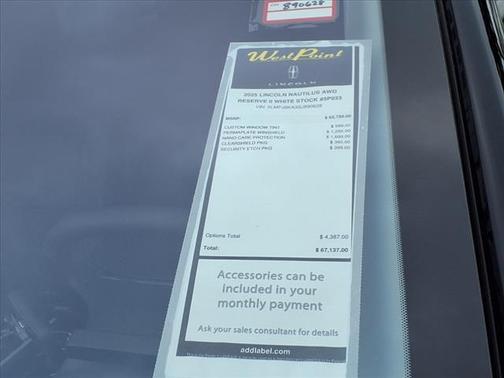 890628
West Point
LINCOLN
2025 LINCOLN NAUTILUS AWD
RESERVE II WHITE STOCK #5P033
MSRP:
CUSTOM WINDOW TINT
PERMAPLATE WINSHIELD
NANO CARE PROTECTION
CLEARSHIELD PKG
SECURITY ETCH PKG
Options Total $ 4,387.00
Total: $ 67,137.00
Accessories can be
included in your
monthly payment
Ask your sales consultant for details
addlabel.com